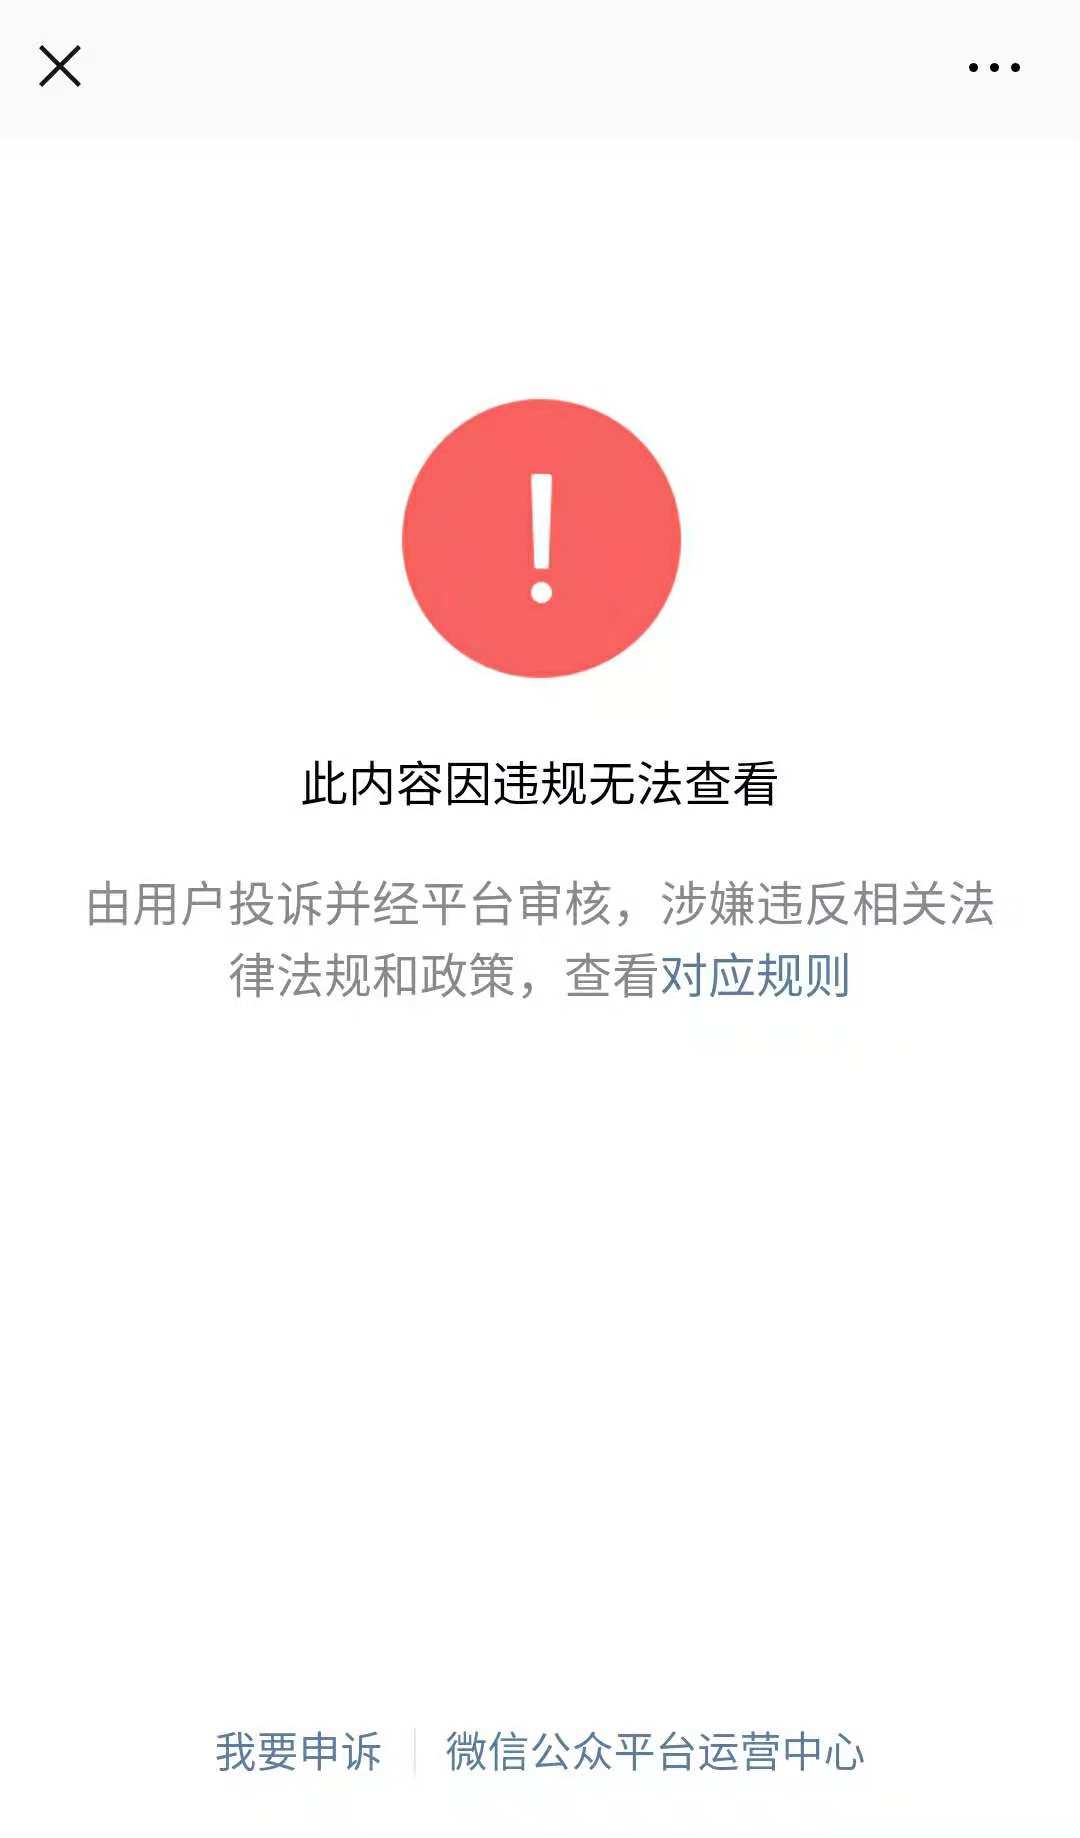 此内容因违规无法查看
由用户投诉并经平台审核，涉嫌违反相关法
律法规和政策，查看对应规则
我要申诉 微信公众平台运营中心